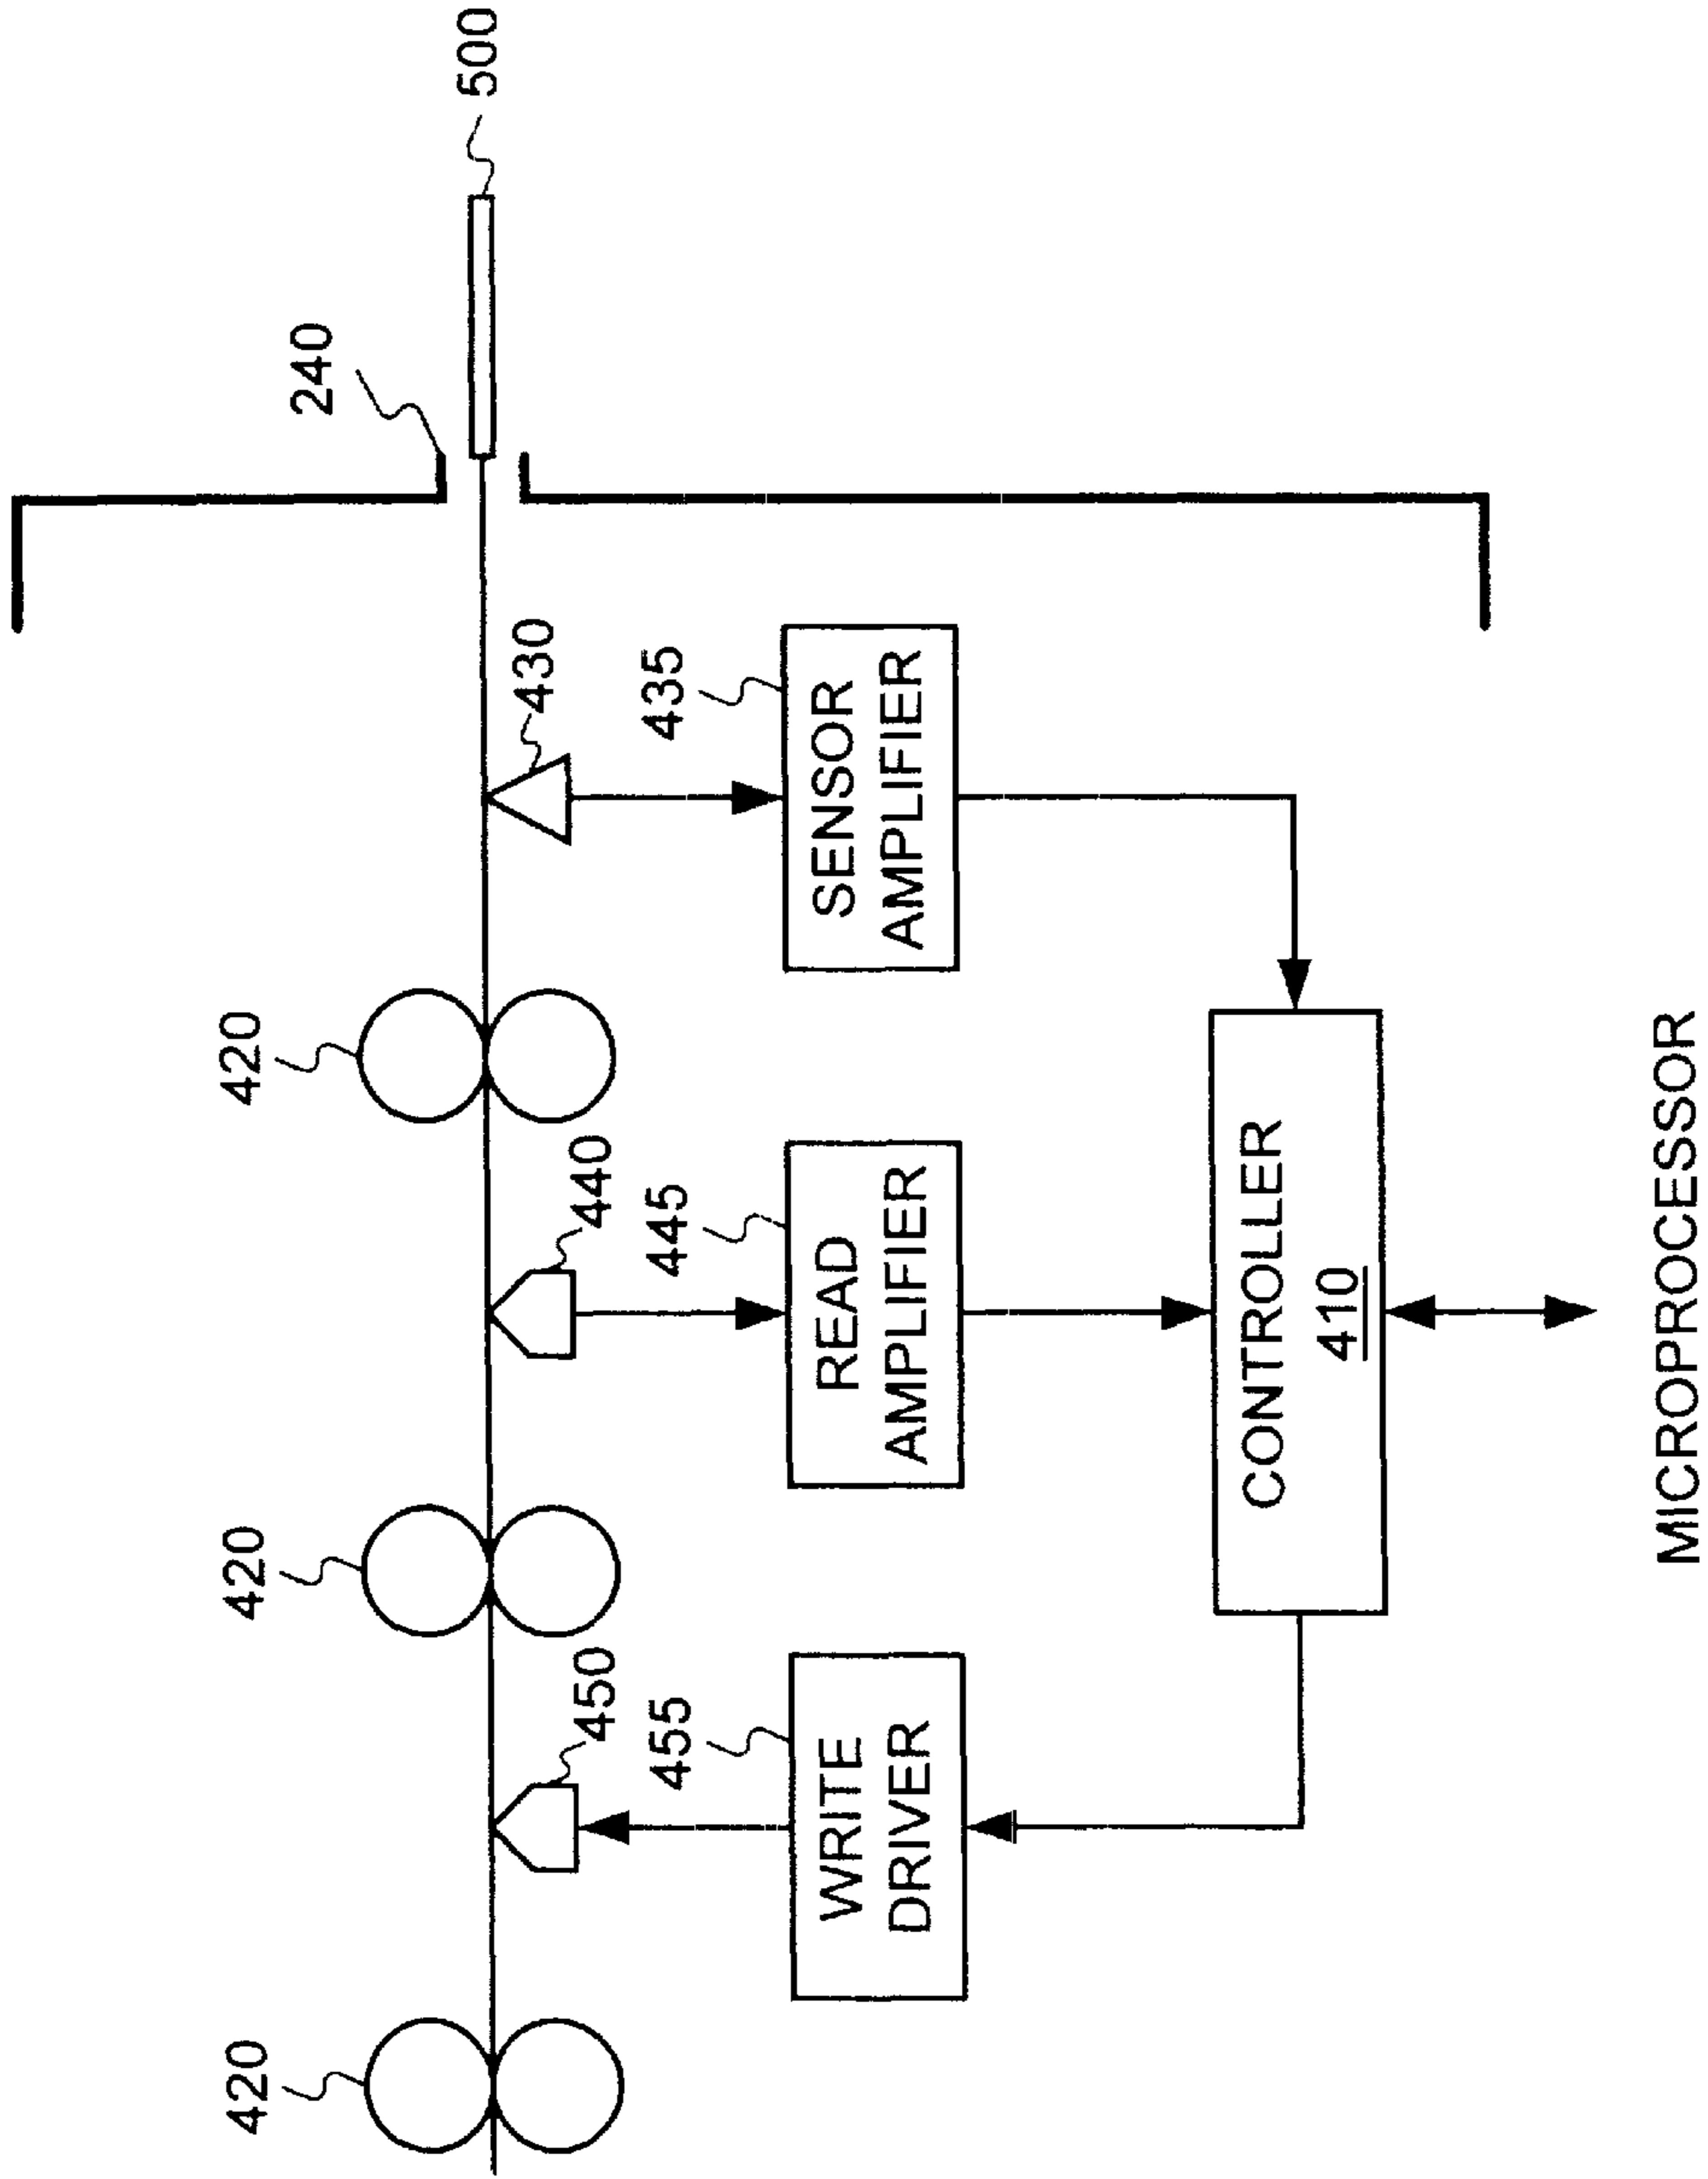 420
420
420
240
500
450
440
430
455
445
435
WRITE
DRIVER
READ
AMPLIFIER
SENSOR
AMPLIFIER
CONTROLLER
410
MICROPROCESSOR